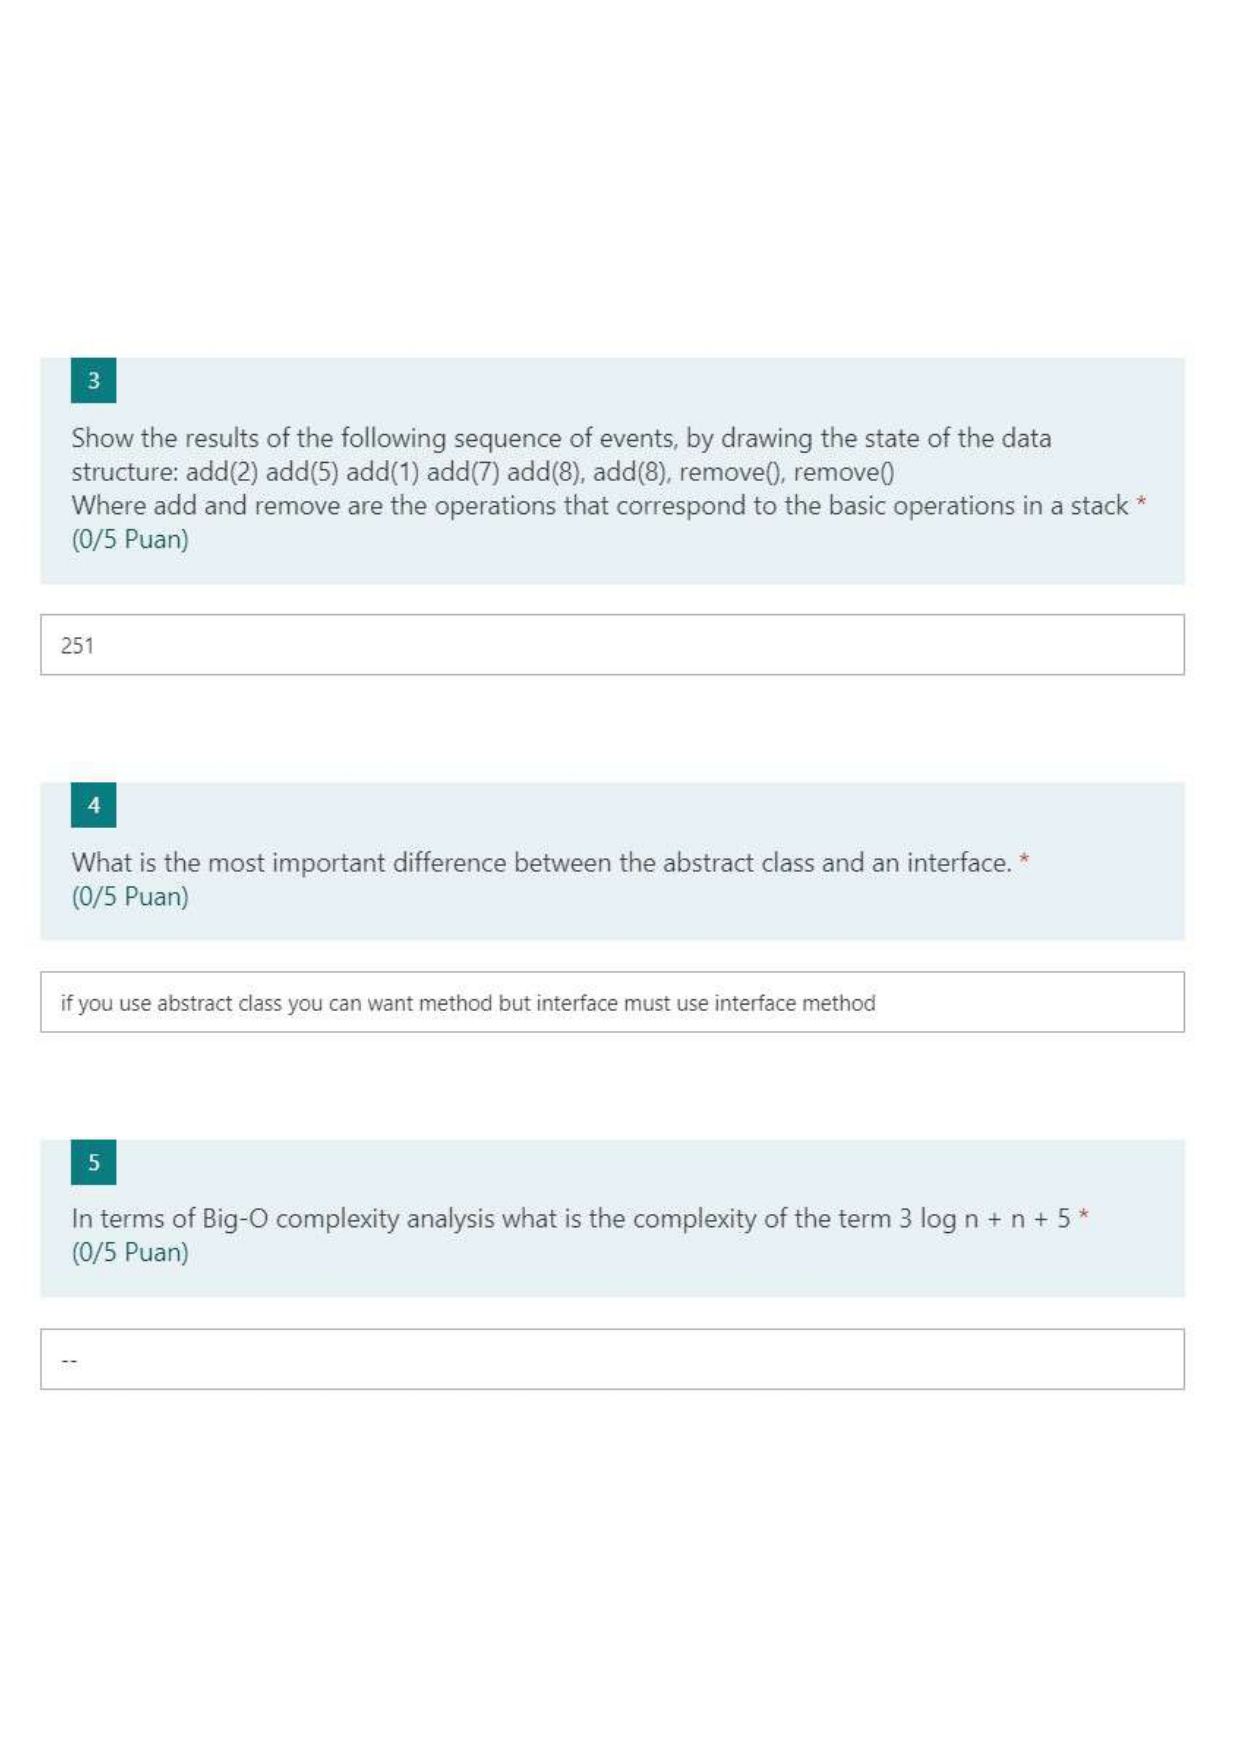 3
Show the results of the following sequence of events, by drawing the state of the data
structure: add(2) add(5) add(1) add(7) add(8), add(8), remove(), remove()
Where add and remove are the operations that correspond to the basic operations in a stack *
(0/5 Puan)
251
4
What is the most important difference between the abstract class and an interface. *
(0/5 Puan)
if you use abstract class you can want method but interface must use interface method
5
In terms of Big-O complexity analysis what is the complexity of the term 3 log n + n + 5 *
(0/5 Puan)
--